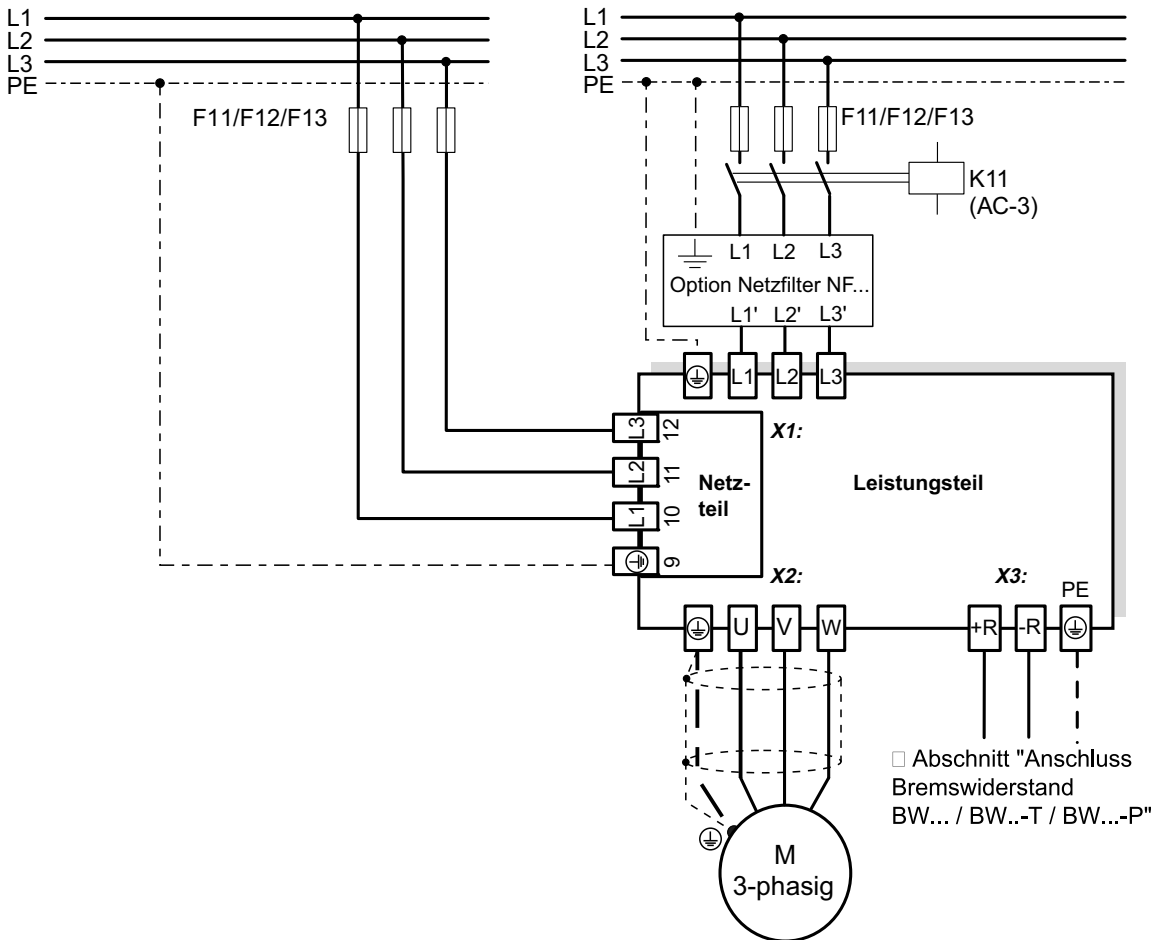 L1
L2
L3
PE
F11/F12/F13
L1
L2
L3
PE
F11/F12/F13
K11
(AC-3)
L1 L2 L3
Option Netzfilter NF...
L1' L2' L3'
L1 L2 L3
X1:
L3 12
L2 11
L1 10
9
Netz-
teil
Leistungsteil
X2:
X3:
PE
U V W
+R -R
Abschnitt "Anschluss
Bremswiderstand
BW... / BW..-T / BW...-P"
M
3-phasig